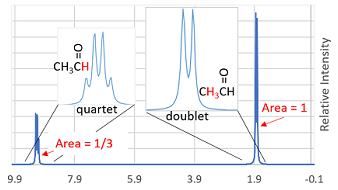 O
CH₃CH
quartet
O
CH₃CH
doublet
Area = 1
Area = 1/3
Relative Intensity
9.9 7.9 5.9 3.9 1.9 -0.1